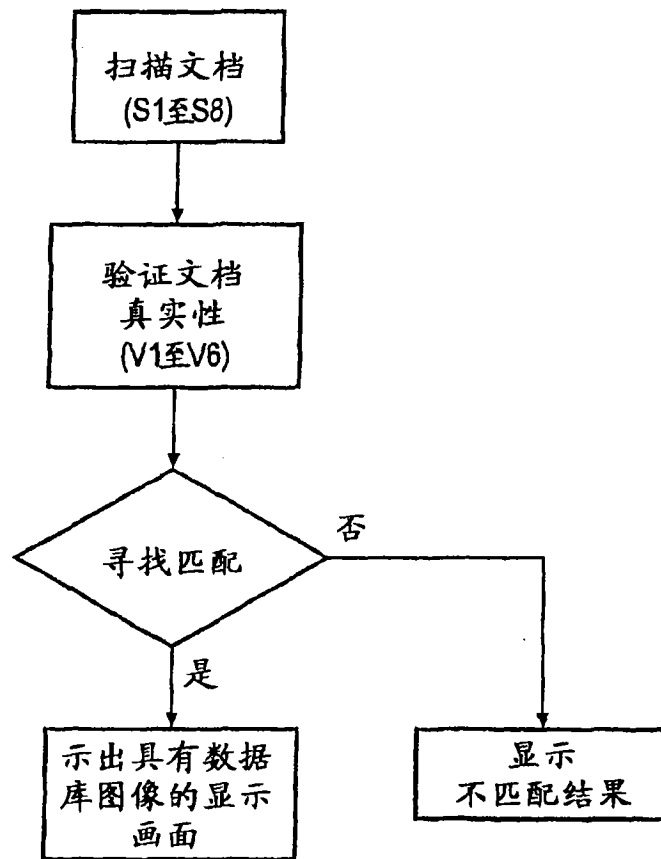 扫描文档
(S1至S8)
验证文档
真实性
(V1至V6)
寻找匹配
否
是
示出具有数据
库图像的显示
画面
显示
不匹配结果